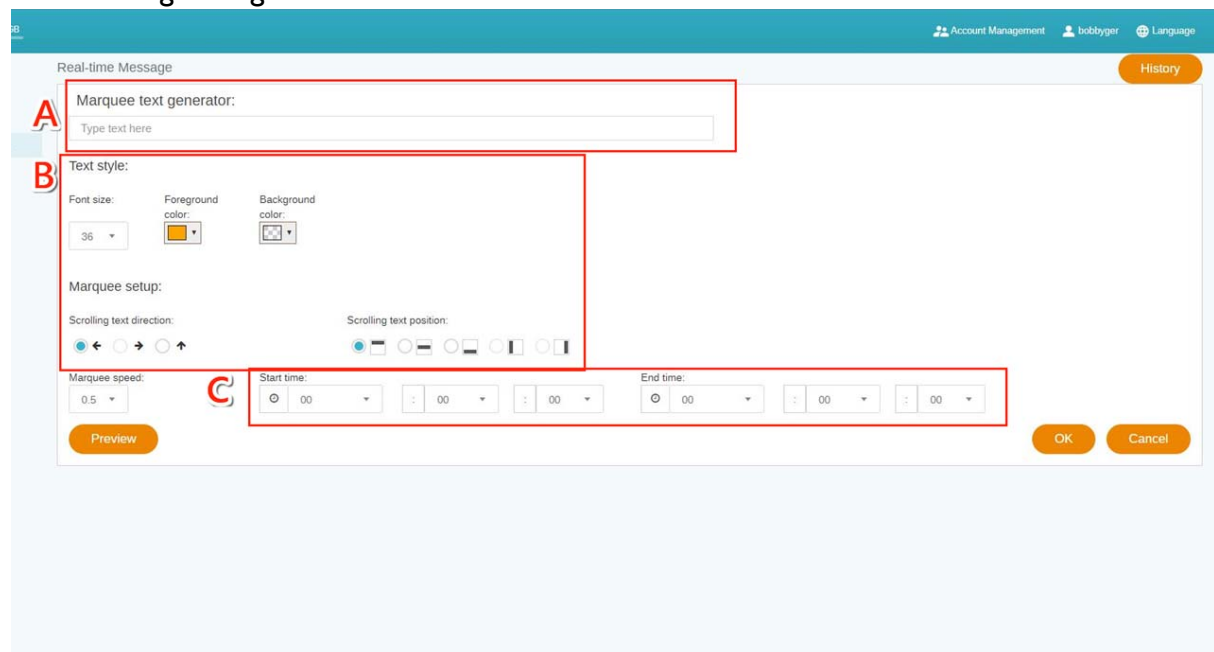 GB
Account Management bobbyger Language
Real-time Message
History
A
Marquee text generator:
Type text here
B
Text style:
Font size: Foreground color: Background color:
36
Marquee setup:
Scrolling text direction: Scrolling text position:
Marquee speed: C Start time: End time:
0.5 00 : 00 : 00 00 : 00 : 00
Preview OK Cancel